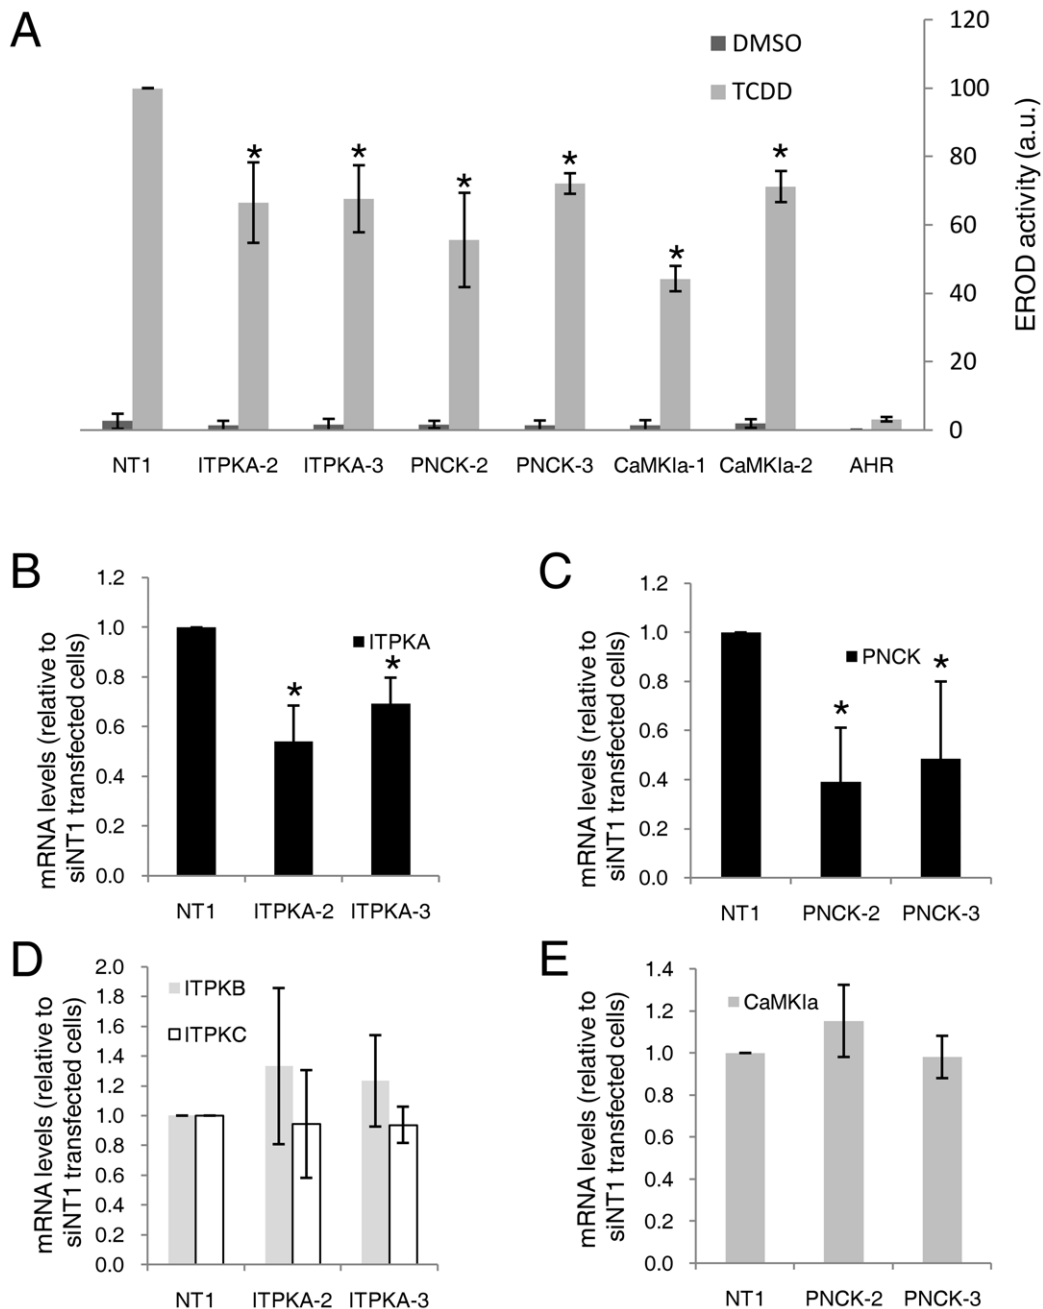 A
DMSO
TCDD
120
100
80
60
40
20
0
EROD activity (a.u.)
* * * * * *
NT1 ITPKA-2 ITPKA-3 PNCK-2 PNCK-3 CaMKIa-1 CaMKIa-2 AHR
B
mRNA levels (relative to
siNT1 transfected cells)
1.2
1.0
0.8
0.6
0.4
0.2
0.0
ITPKA
* *
NT1 ITPKA-2 ITPKA-3
C
mRNA levels (relative to
siNT1 transfected cells)
1.2
1.0
0.8
0.6
0.4
0.2
0.0
PNCK
* *
NT1 PNCK-2 PNCK-3
D
mRNA levels (relative to
siNT1 transfected cells)
2.0
1.8
1.6
1.4
1.2
1.0
0.8
0.6
0.4
0.2
0.0
ITPKB
ITPKC
NT1 ITPKA-2 ITPKA-3
E
mRNA levels (relative to
siNT1 transfected cells)
1.4
1.2
1.0
0.8
0.6
0.4
0.2
0.0
CaMKIa
NT1 PNCK-2 PNCK-3